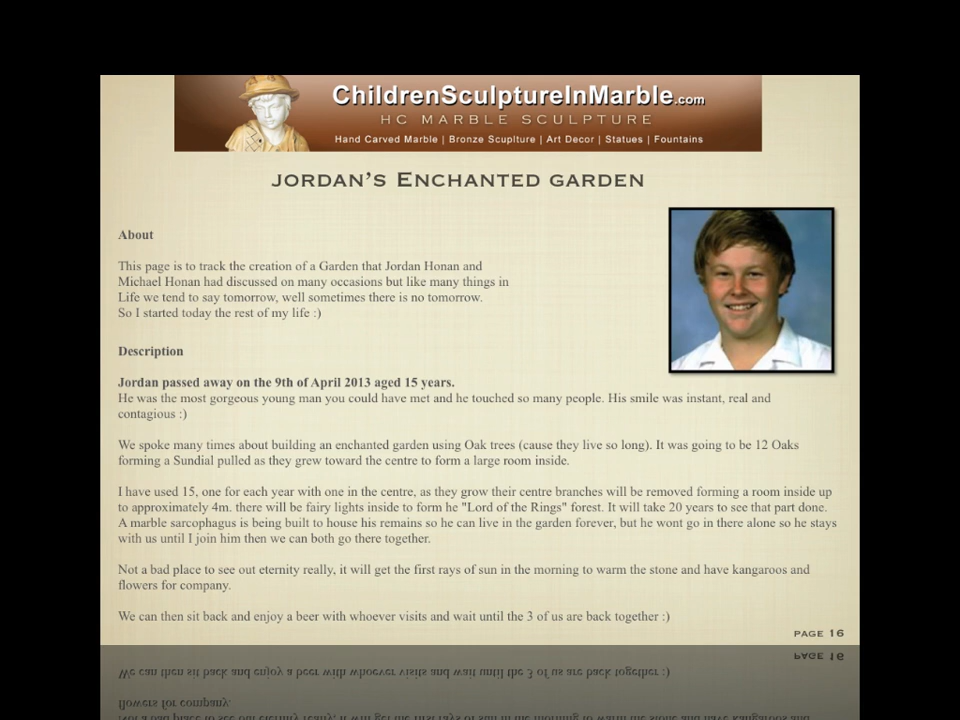 ChildrenSculptureInMarble.com
HC MARBLE SCULPTURE
Hand Carved Marble | Bronze Scuplture | Art Decor | Statues | Fountains
JORDAN'S ENCHANTED GARDEN
About
This page is to track the creation of a Garden that Jordan Honan and
Michael Honan had discussed on many occasions but like many things in
Life we tend to say tomorrow, well sometimes there is no tomorrow.
So I started today the rest of my life :)
Description
Jordan passed away on the 9th of April 2013 aged 15 years.
He was the most gorgeous young man you could have met and he touched so many people. His smile was instant, real and
contagious :)
We spoke many times about building an enchanted garden using Oak trees (cause they live so long). It was going to be 12 Oaks
forming a Sundial pulled as they grew toward the centre to form a large room inside.
I have used 15, one for each year with one in the centre, as they grow their centre branches will be removed forming a room inside up
to approximately 4m. there will be fairy lights inside to form he "Lord of the Rings" forest. It will take 20 years to see that part done.
A marble sarcophagus is being built to house his remains so he can live in the garden forever, but he wont go in there alone so he stays
with us until I join him then we can both go there together.
Not a bad place to see out eternity really, it will get the first rays of sun in the morning to warm the stone and have kangaroos and
flowers for company.
We can then sit back and enjoy a beer with whoever visits and wait until the 3 of us are back together :)
PAGE 16